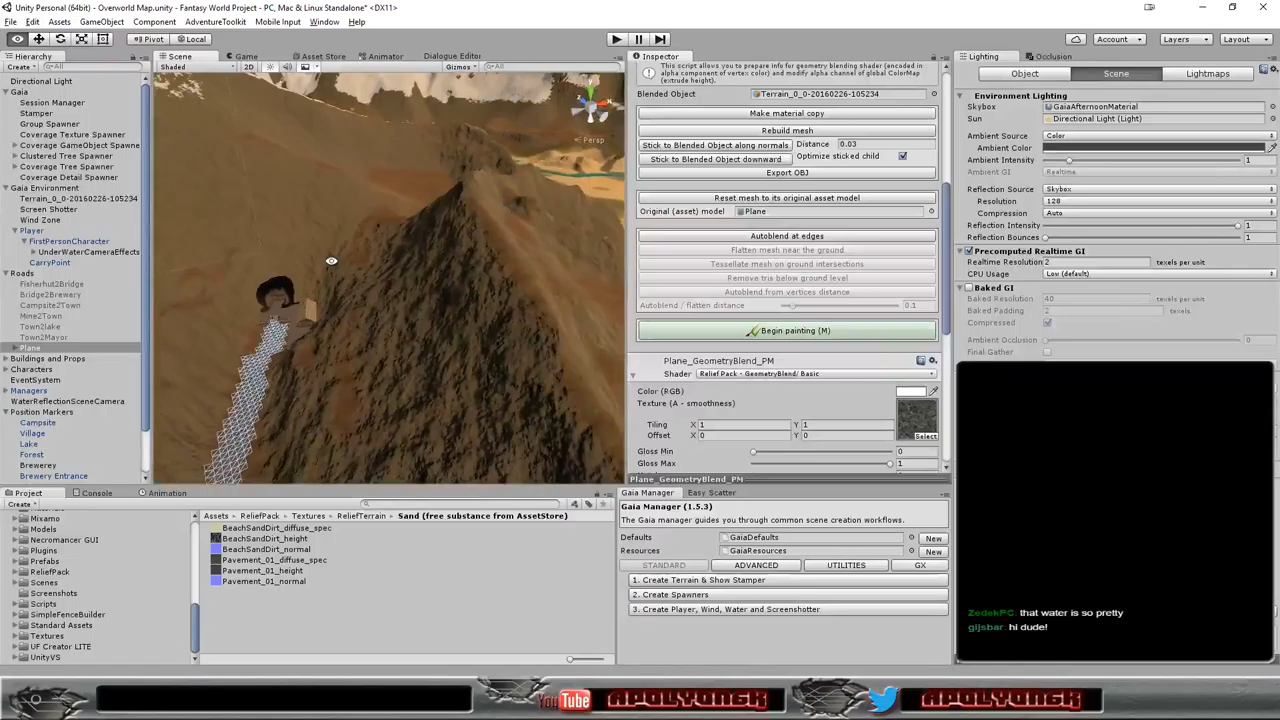 Unity Personal (64bit) - Overworld Map.unity - Fantasy World Project - PC, Mac & Linux Standalone* <DX11>
File Edit Assets GameObject Component AdventureToolkit Mobile Input Window Help
Pivot Local Account Layers Layout
Hierarchy
Create All
Directional Light
Gaia
Session Manager
Stamper
Group Spawner
Coverage Texture Spawner
Coverage GameObject Spawne
Clustered Tree Spawner
Coverage Tree Spawner
Coverage Detail Spawner
Gaia Environment
Terrain_0_0-20160226-105234
Screen Shotter
Wind Zone
Player
FirstPersonCharacter
UnderWaterCameraEffects
CarryPoint
Roads
Fisherhut2Bridge
Bridge2Brewery
Campsite2Town
Mine2Town
Town2lake
Town2Mayor
Plane
Buildings and Props
Characters
EventSystem
Managers
WaterReflectionSceneCamera
Position Markers
Campsite
Village
Lake
Forest
Brewerey
Brewery Entrance
Scene Game Asset Store Animator Dialogue Editor
Shaded 2D Gizmos All
y
Persp
Inspector
This script allows you to prepare info for geometry blending shader (encoded in
alpha component of vertex color) and modify alpha channel of global ColorMap
(extrude height).
Blended Object Terrain_0_0-20160226-105234
Make material copy
Rebuild mesh
Stick to Blended Object along normals Distance 0.03
Stick to Blended Object downward Optimize sticked child
Export OBJ
Reset mesh to its original asset model
Original (asset) model Plane
Autoblend at edges
Flatten mesh near the ground
Tessellate mesh on ground intersections
Remove tris below ground level
Autoblend from vertices distance
Autoblend / flatten distance 0.1
Begin painting (M)
Plane_GeometryBlend_PM
Shader Relief Pack - GeometryBlend/ Basic
Color (RGB)
Texture (A - smoothness)
Tiling X 1 Y 1
Offset X 0 Y 0
Select
Gloss Min 0
Gloss Max 1
Plane_GeometryBlend_PM
Lighting Occlusion
Object Scene Lightmaps
Environment Lighting
Skybox GaiaAfternoonMaterial
Sun Directional Light (Light)
Ambient Source Color
Ambient Color
Ambient Intensity 1
Ambient GI Realtime
Reflection Source Skybox
Resolution 128
Compression Auto
Reflection Intensity 1
Reflection Bounces 1
Precomputed Realtime GI
Realtime Resolution 2 texels per unit
CPU Usage Low (default)
Baked GI
Baked Resolution 40 texels per unit
Baked Padding 2 texels
Compressed
Ambient Occlusion 0
Final Gather
ZedekPC: that water is so pretty
gijsbar: hi dude!
Project Console Animation
Create
Mixamo
Models
Necromancer GUI
Plugins
Prefabs
ReliefPack
Scenes
Screenshots
Scripts
SimpleFenceBuilder
Standard Assets
Textures
UF Creator LITE
UnityVS
Assets ReliefPack Textures ReliefTerrain Sand (free substance from AssetStore)
BeachSandDirt_diffuse_spec
BeachSandDirt_height
BeachSandDirt_normal
Pavement_01_diffuse_spec
Pavement_01_height
Pavement_01_normal
Gaia Manager Easy Scatter
Gaia Manager (1.5.3)
The Gaia manager guides you through common scene creation workflows.
Defaults GaiaDefaults New
Resources GaiaResources New
STANDARD ADVANCED UTILITIES GX
1. Create Terrain & Show Stamper
2. Create Spawners
3. Create Player, Wind, Water and Screenshotter
YouTube APOLYONGK APOLYONGK